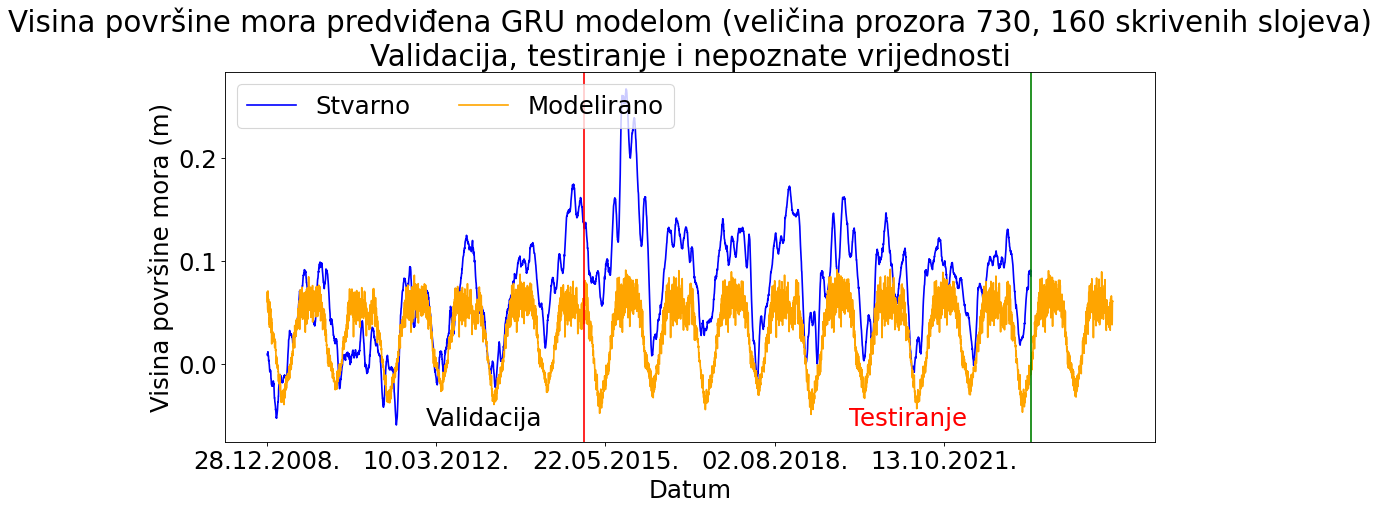 Visina površine mora predviđena GRU modelom (veličina prozora 730, 160 skrivenih slojeva)
Validacija, testiranje i nepoznate vrijednosti
Stvarno
Modelirano
Visina površine mora (m)
0.2
0.1
0.0
Validacija
Testiranje
28.12.2008.
10.03.2012.
22.05.2015.
02.08.2018.
13.10.2021.
Datum